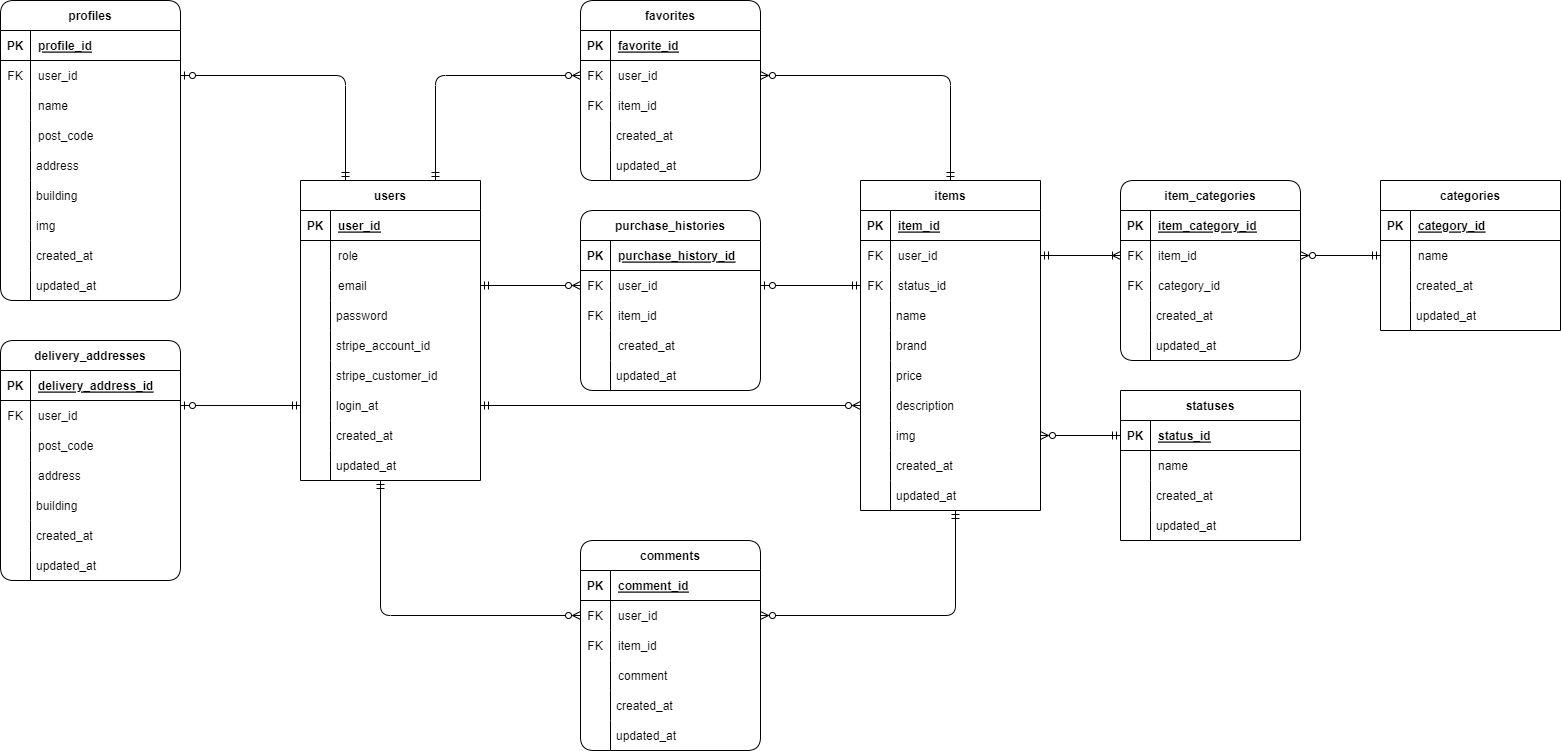 profiles
PK profile_id
FK user_id
name
post_code
address
building
img
created_at
updated_at
delivery_addresses
PK delivery_address_id
FK user_id
post_code
address
building
created_at
updated_at
users
PK user_id
role
email
password
stripe_account_id
stripe_customer_id
login_at
created_at
updated_at
favorites
PK favorite_id
FK user_id
FK item_id
created_at
updated_at
purchase_histories
PK purchase_history_id
FK user_id
FK item_id
created_at
updated_at
comments
PK comment_id
FK user_id
FK item_id
comment
created_at
updated_at
items
PK item_id
FK user_id
FK status_id
name
brand
price
description
img
created_at
updated_at
item_categories
PK item_category_id
FK item_id
FK category_id
created_at
updated_at
statuses
PK status_id
name
created_at
updated_at
categories
PK category_id
name
created_at
updated_at